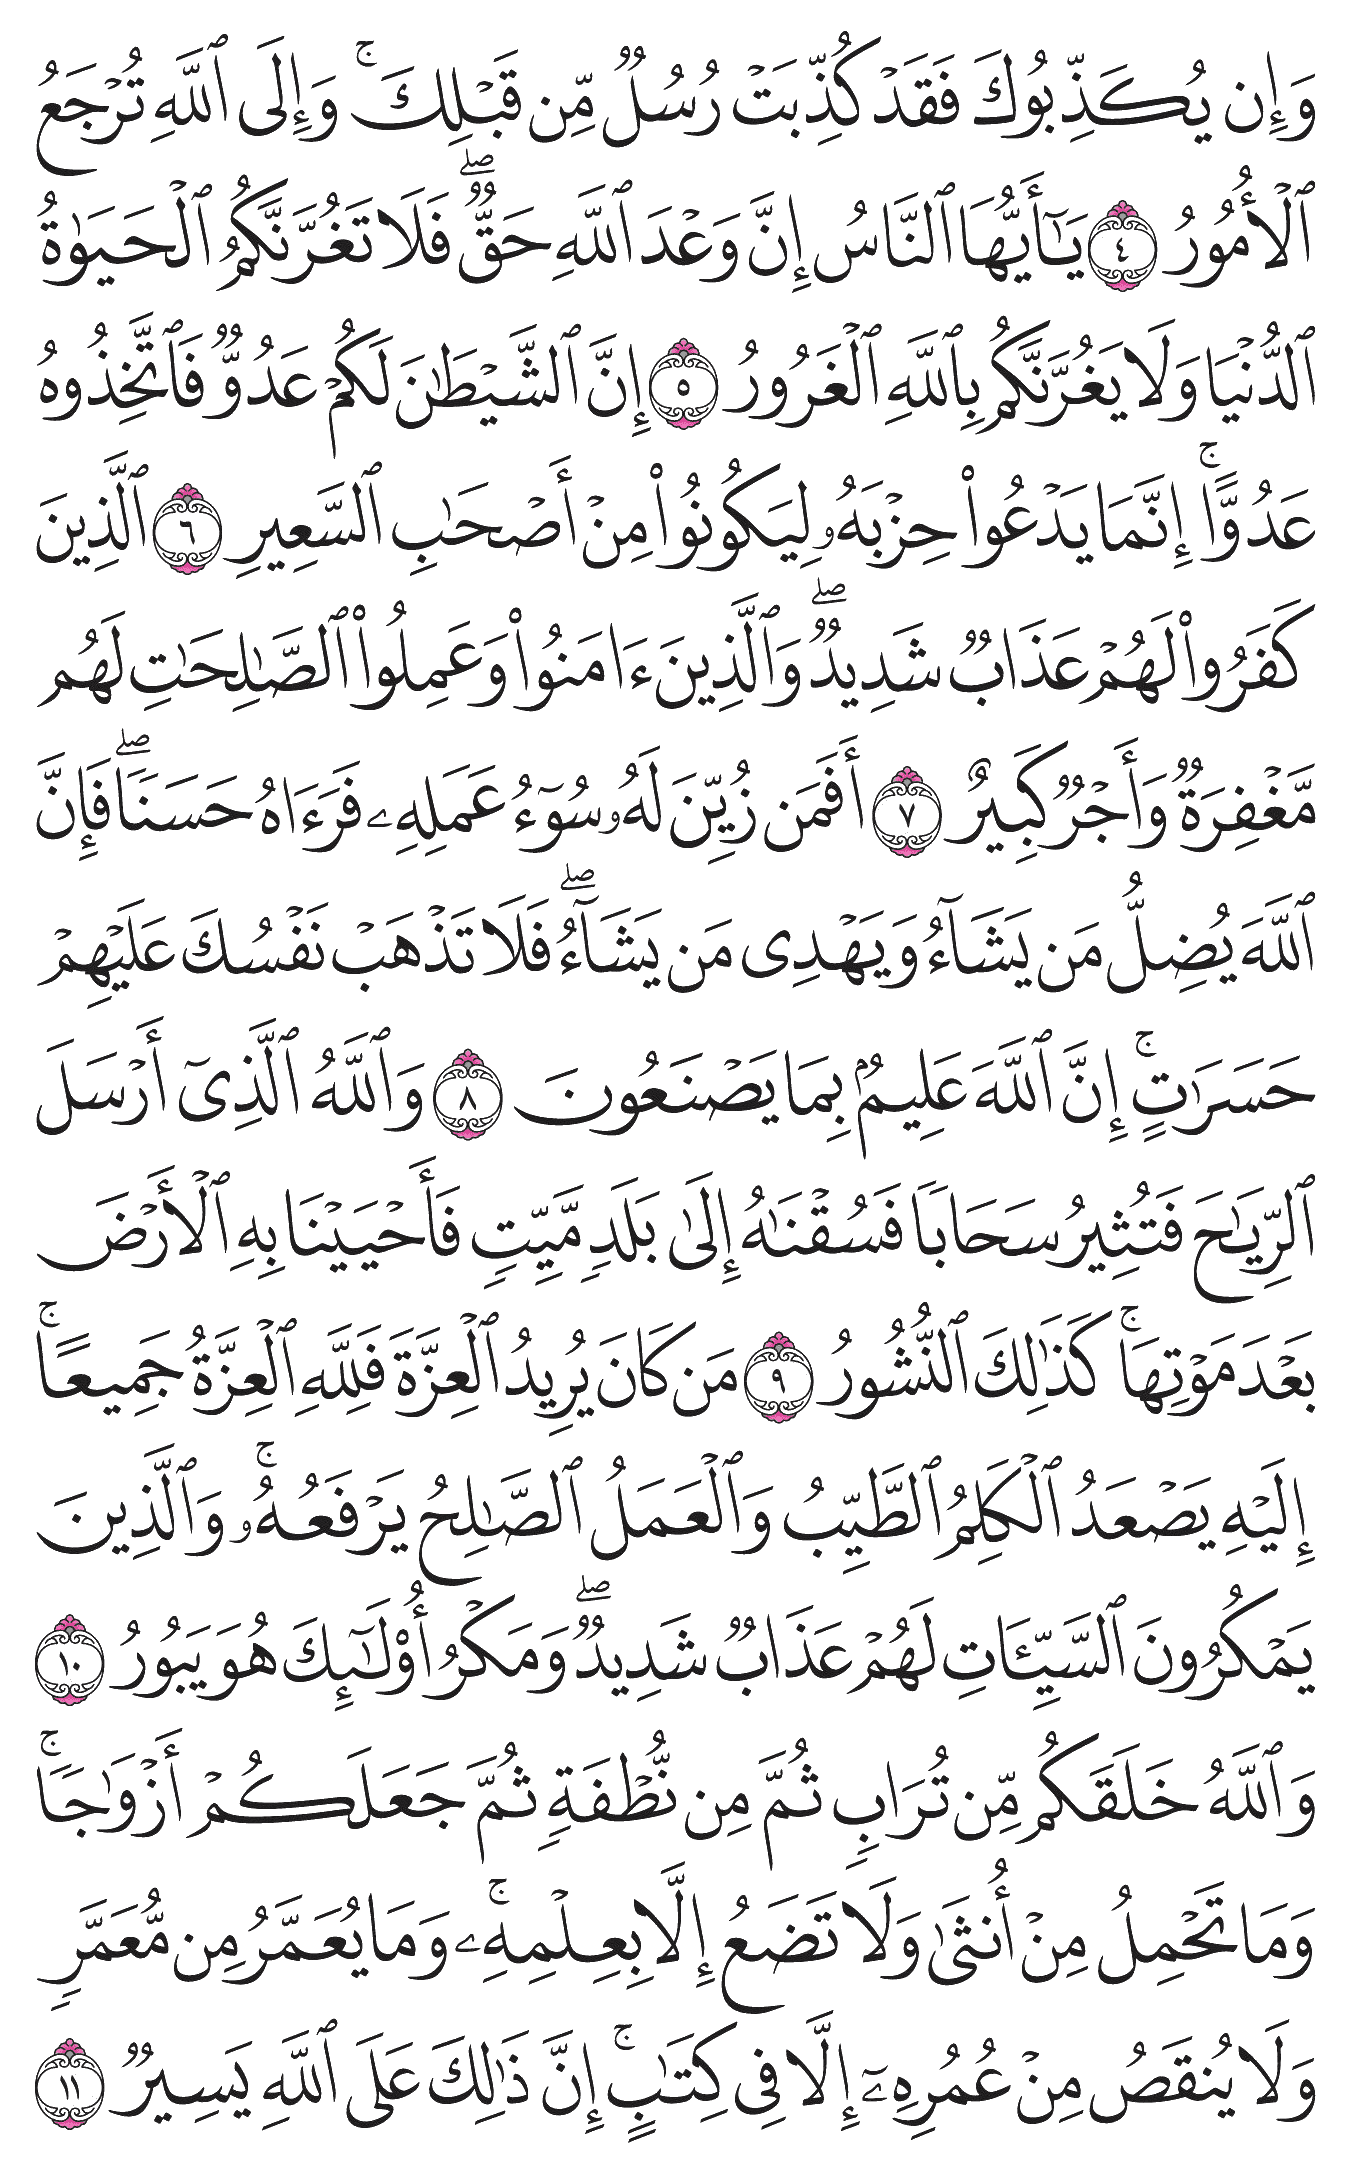 وَإِن يُكَذِّبُوكَ فَقَدۡ كُذِّبَتۡ رُسُلٞ مِّن قَبۡلِكَۚ وَإِلَى ٱللَّهِ تُرۡجَعُ
ٱلۡأُمُورُ ٤ يَٰٓأَيُّهَا ٱلنَّاسُ إِنَّ وَعۡدَ ٱللَّهِ حَقّٞۖ فَلَا تَغُرَّنَّكُمُ ٱلۡحَيَوٰةُ
ٱلدُّنۡيَا وَلَا يَغُرَّنَّكُم بِٱللَّهِ ٱلۡغَرُورُ ٥ إِنَّ ٱلشَّيۡطَٰنَ لَكُمۡ عَدُوّٞ فَٱتَّخِذُوهُ
عَدُوًّاۚ إِنَّمَا يَدۡعُواْ حِزۡبَهُۥ لِيَكُونُواْ مِنۡ أَصۡحَٰبِ ٱلسَّعِيرِ ٦ ٱلَّذِينَ
كَفَرُواْ لَهُمۡ عَذَابٞ شَدِيدٞۖ وَٱلَّذِينَ ءَامَنُواْ وَعَمِلُواْ ٱلصَّٰلِحَٰتِ لَهُم
مَّغۡفِرَةٞ وَأَجۡرٞ كَبِيرٌ ٧ أَفَمَن زُيِّنَ لَهُۥ سُوٓءُ عَمَلِهِۦ فَرَءَاهُ حَسَنٗاۖ فَإِنَّ
ٱللَّهَ يُضِلُّ مَن يَشَآءُ وَيَهۡدِي مَن يَشَآءُۖ فَلَا تَذۡهَبۡ نَفۡسُكَ عَلَيۡهِمۡ
حَسَرَٰتٍۚ إِنَّ ٱللَّهَ عَلِيمُۢ بِمَا يَصۡنَعُونَ ٨ وَٱللَّهُ ٱلَّذِيٓ أَرۡسَلَ
ٱلرِّيَٰحَ فَتُثِيرُ سَحَابٗا فَسُقۡنَٰهُ إِلَىٰ بَلَدٖ مَّيِّتٖ فَأَحۡيَيۡنَا بِهِ ٱلۡأَرۡضَ
بَعۡدَ مَوۡتِهَاۚ كَذَٰلِكَ ٱلنُّشُورُ ٩ مَن كَانَ يُرِيدُ ٱلۡعِزَّةَ فَلِلَّهِ ٱلۡعِزَّةُ جَمِيعًاۚ
إِلَيۡهِ يَصۡعَدُ ٱلۡكَلِمُ ٱلطَّيِّبُ وَٱلۡعَمَلُ ٱلصَّٰلِحُ يَرۡفَعُهُۥۚ وَٱلَّذِينَ
يَمۡكُرُونَ ٱلسَّيِّـَٔاتِ لَهُمۡ عَذَابٞ شَدِيدٞۖ وَمَكۡرُ أُوْلَٰٓئِكَ هُوَ يَبُورُ ١٠
وَٱللَّهُ خَلَقَكُم مِّن تُرَابٖ ثُمَّ مِن نُّطۡفَةٖ ثُمَّ جَعَلَكُمۡ أَزۡوَٰجٗاۚ
وَمَا تَحۡمِلُ مِنۡ أُنثَىٰ وَلَا تَضَعُ إِلَّا بِعِلۡمِهِۦۚ وَمَا يُعَمَّرُ مِن مُّعَمَّرٖ
وَلَا يُنقَصُ مِنۡ عُمُرِهِۦٓ إِلَّا فِي كِتَٰبٍۚ إِنَّ ذَٰلِكَ عَلَى ٱللَّهِ يَسِيرٞ ١١